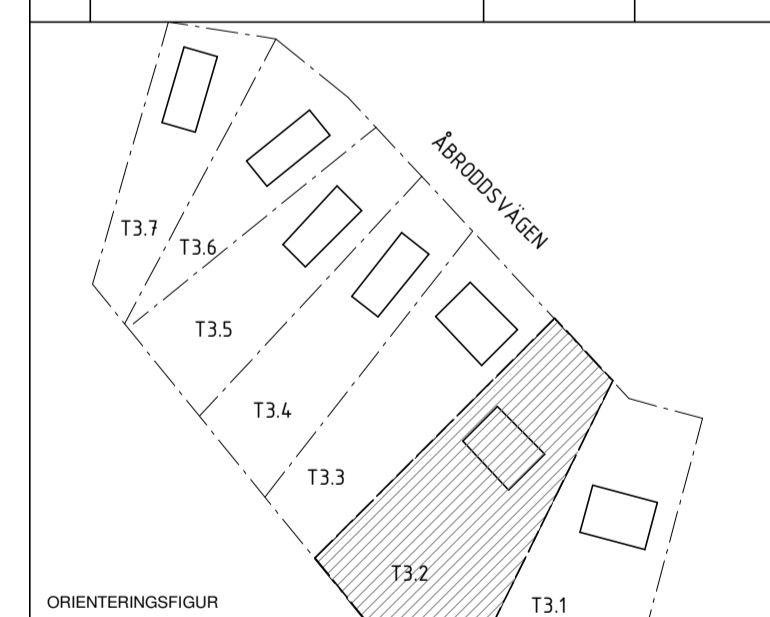 ÅBRODDSVÄGEN
T3.7
T3.6
T3.5
T3.4
T3.3
T3.2
T3.1
ORIENTERINGSFIGUR